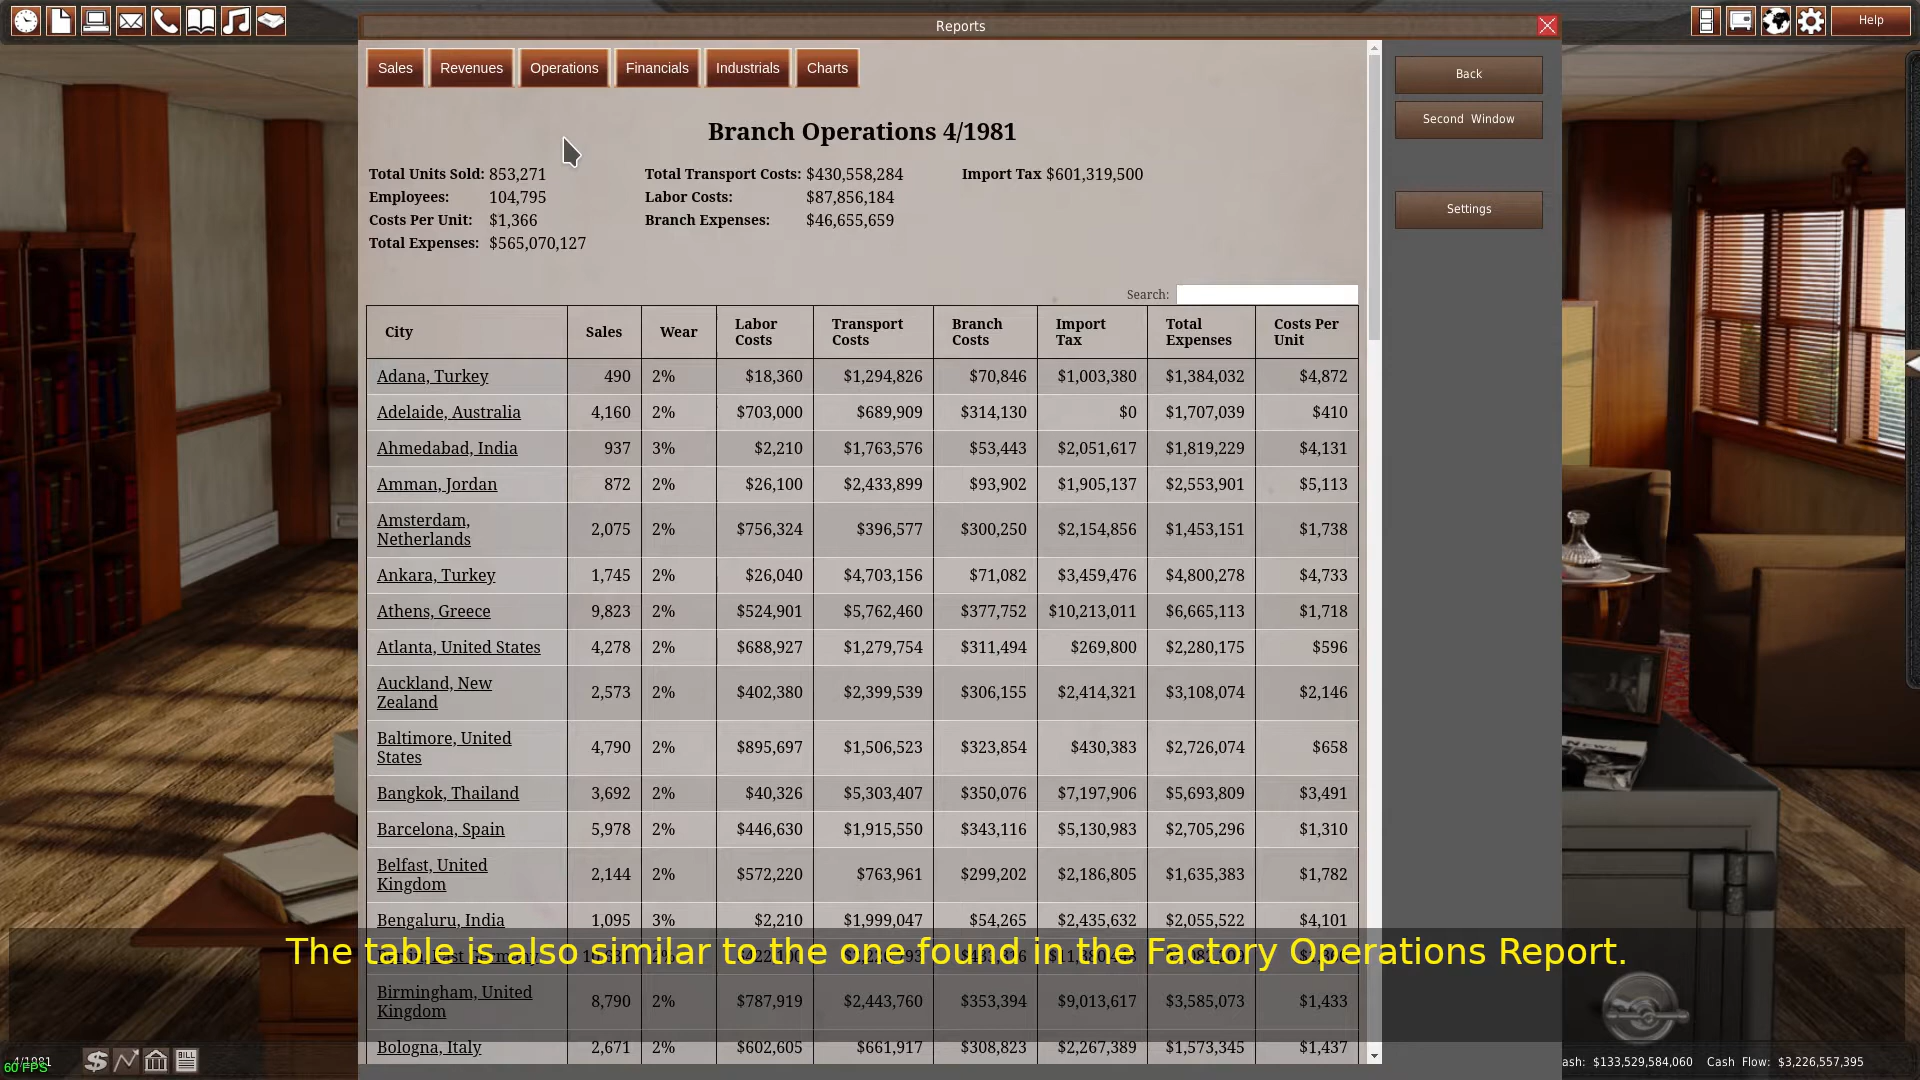 Reports
Help
Sales Revenues Operations Financials Industrials Charts
Back
Second Window
Settings
Branch Operations 4/1981
Total Units Sold: 853,271 Total Transport Costs: $430,558,284 Import Tax $601,319,500
Employees: 104,795 Labor Costs: $87,856,184
Costs Per Unit: $1,366 Branch Expenses: $46,655,659
Total Expenses: $565,070,127
Search:
City Sales Wear Labor Costs Transport Costs Branch Costs Import Tax Total Expenses Costs Per Unit
Adana, Turkey 490 2% $18,360 $1,294,826 $70,846 $1,003,380 $1,384,032 $4,872
Adelaide, Australia 4,160 2% $703,000 $689,909 $314,130 $0 $1,707,039 $410
Ahmedabad, India 937 3% $2,210 $1,763,576 $53,443 $2,051,617 $1,819,229 $4,131
Amman, Jordan 872 2% $26,100 $2,433,899 $93,902 $1,905,137 $2,553,901 $5,113
Amsterdam, Netherlands 2,075 2% $756,324 $396,577 $300,250 $2,154,856 $1,453,151 $1,738
Ankara, Turkey 1,745 2% $26,040 $4,703,156 $71,082 $3,459,476 $4,800,278 $4,733
Athens, Greece 9,823 2% $524,901 $5,762,460 $377,752 $10,213,011 $6,665,113 $1,718
Atlanta, United States 4,278 2% $688,927 $1,279,754 $311,494 $269,800 $2,280,175 $596
Auckland, New Zealand 2,573 2% $402,380 $2,399,539 $306,155 $2,414,321 $3,108,074 $2,146
Baltimore, United States 4,790 2% $895,697 $1,506,523 $323,854 $430,383 $2,726,074 $658
Bangkok, Thailand 3,692 2% $40,326 $5,303,407 $350,076 $7,197,906 $5,693,809 $3,491
Barcelona, Spain 5,978 2% $446,630 $1,915,550 $343,116 $5,130,983 $2,705,296 $1,310
Belfast, United Kingdom 2,144 2% $572,220 $763,961 $299,202 $2,186,805 $1,635,383 $1,782
Bengaluru, India 1,095 3% $2,210 $1,999,047 $54,265 $2,435,632 $2,055,522 $4,101
The table is also similar to the one found in the Factory Operations Report.
Birmingham, United Kingdom 8,790 2% $787,919 $2,443,760 $353,394 $9,013,617 $3,585,073 $1,433
Bologna, Italy 2,671 2% $602,605 $661,917 $308,823 $2,267,389 $1,573,345 $1,437
4/1981
60 FPS
BILL
ash: $133,529,584,060 Cash Flow: $3,226,557,395
NEWS